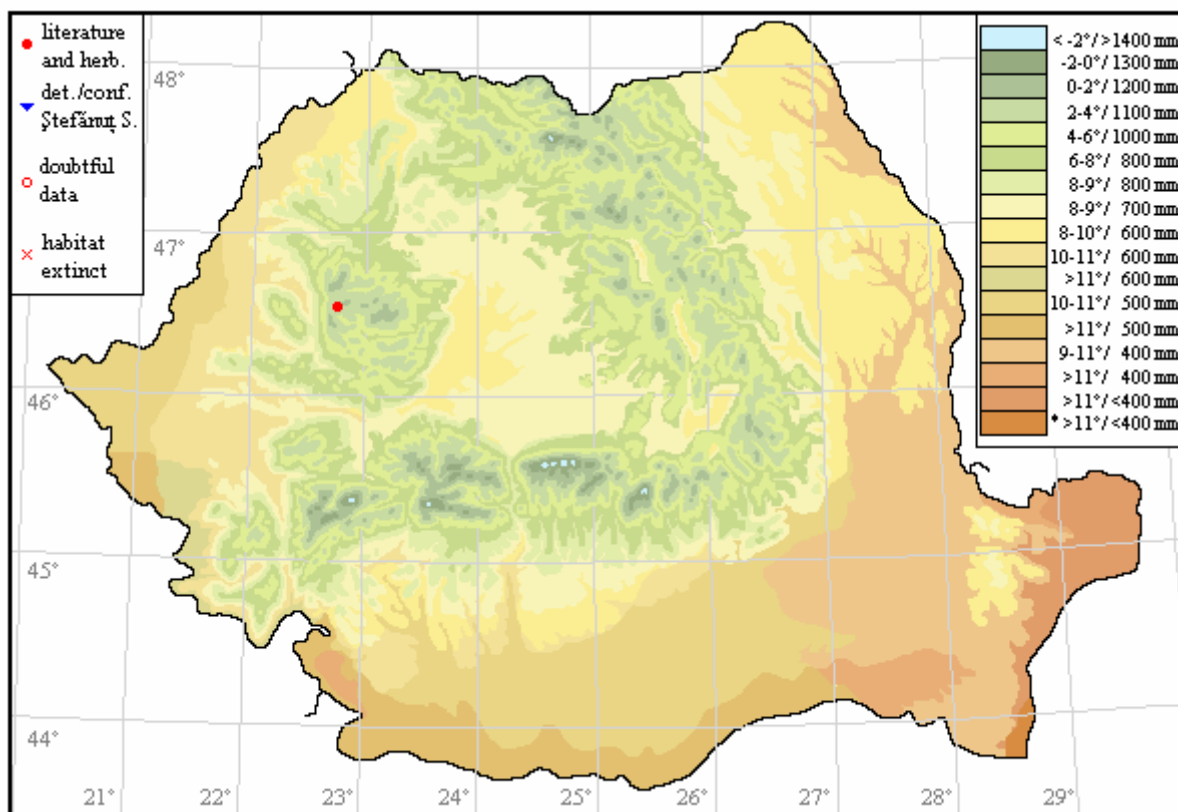 literature
and herb.
det./conf.
Ştefănuţ S.
doubtful
data
habitat
extinct
< -2°/>1400 mm
-2-0°/ 1300 mm
0-2°/ 1200 mm
2-4°/ 1100 mm
4-6°/ 1000 mm
6-8°/ 800 mm
8-9°/ 800 mm
8-9°/ 700 mm
8-10°/ 600 mm
10-11°/ 600 mm
>11°/ 600 mm
10-11°/ 500 mm
>11°/ 500 mm
9-11°/ 400 mm
>11°/ 400 mm
>11°/<400 mm
* >11°/<400 mm
48°
47°
46°
45°
44°
21° 22° 23° 24° 25° 26° 27° 28° 29°